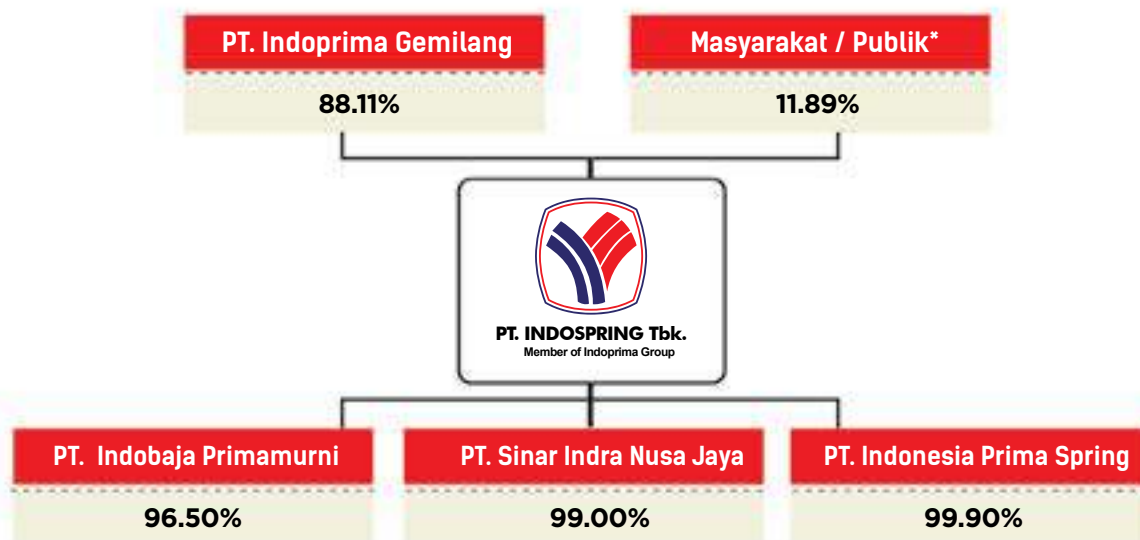 PT. Indoprima Gemilang
Masyarakat / Publik*
88.11%
11.89%
PT. INDOSPRING Tbk.
Member of Indoprima Group
PT. Indobaja Primamurni
PT. Sinar Indra Nusa Jaya
PT. Indonesia Prima Spring
96.50%
99.00%
99.90%